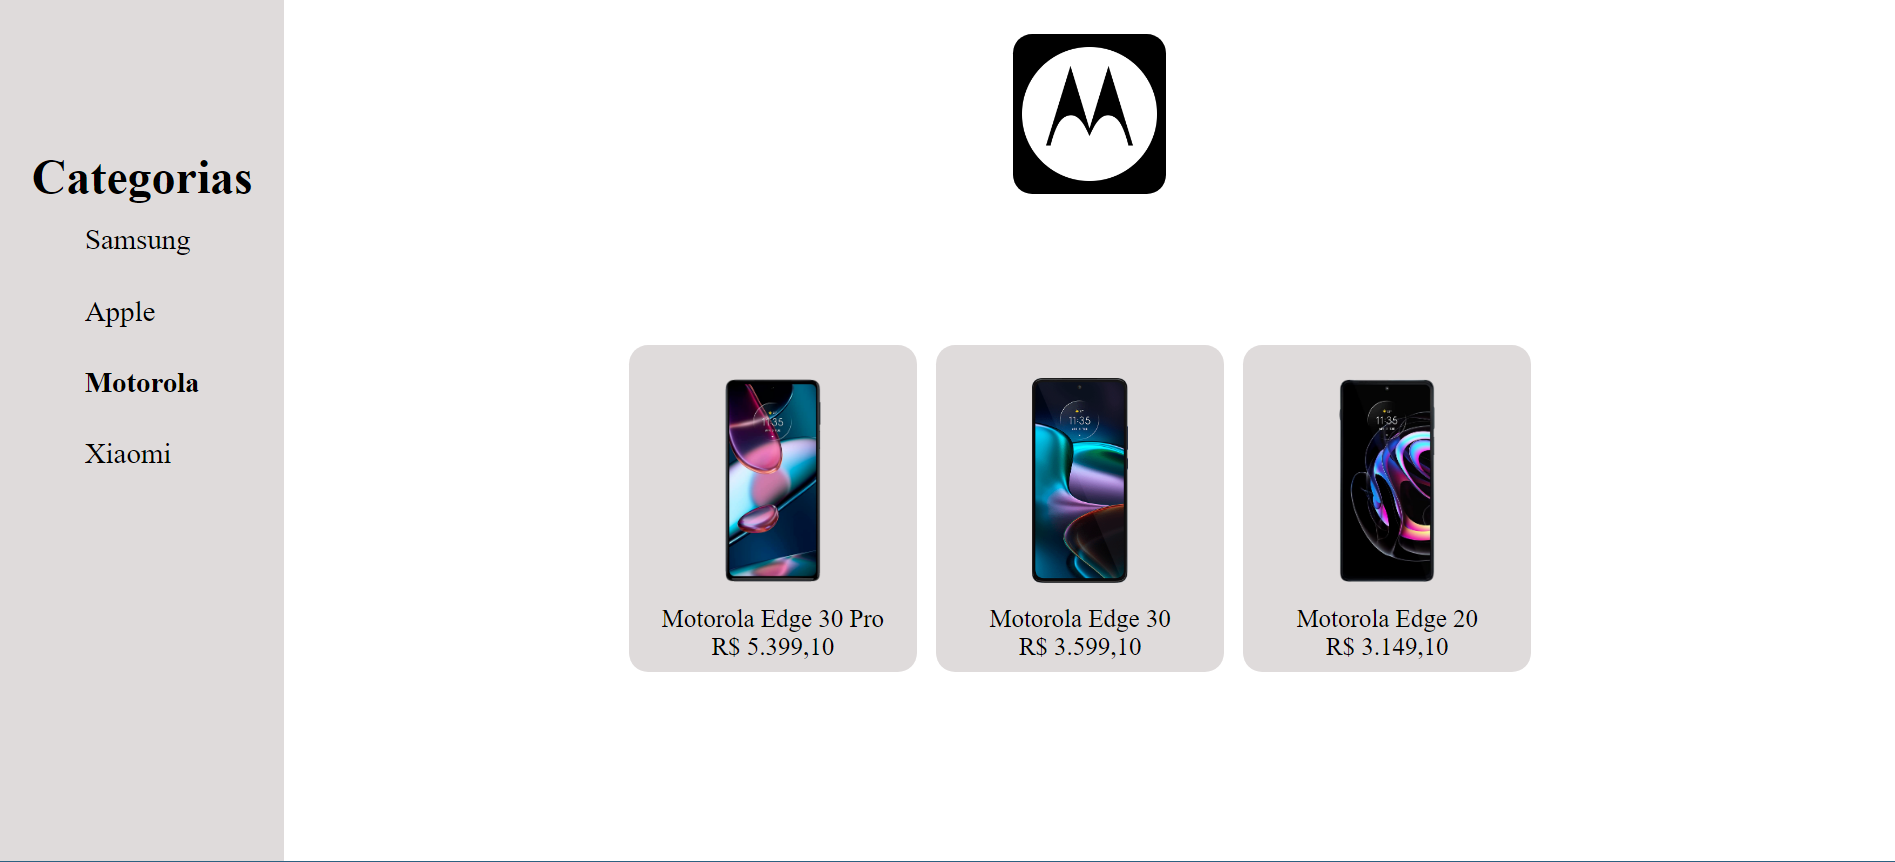 Categorias
Samsung
Apple
Motorola
Xiaomi
11:35
11:35
11:35
Motorola Edge 30 Pro
R$ 5.399,10
Motorola Edge 30
R$ 3.599,10
Motorola Edge 20
R$ 3.149,10